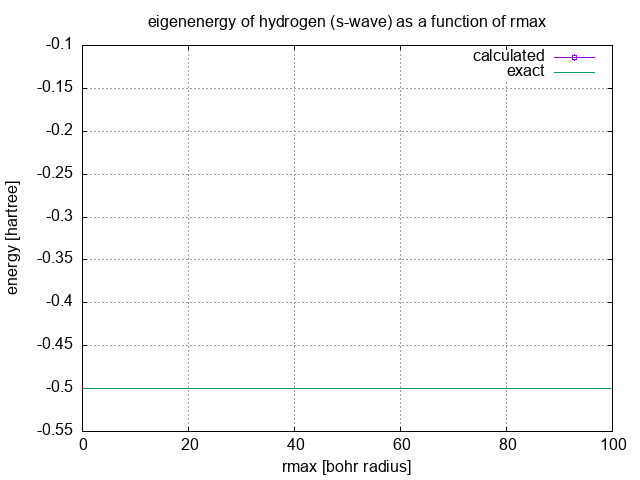 eigenenergy of hydrogen (s-wave) as a function of rmax
calculated
exact
-0.1
-0.15
-0.2
-0.25
-0.3
-0.35
-0.4
-0.45
-0.5
-0.55
energy [hartree]
0 20 40 60 80 100
rmax [bohr radius]